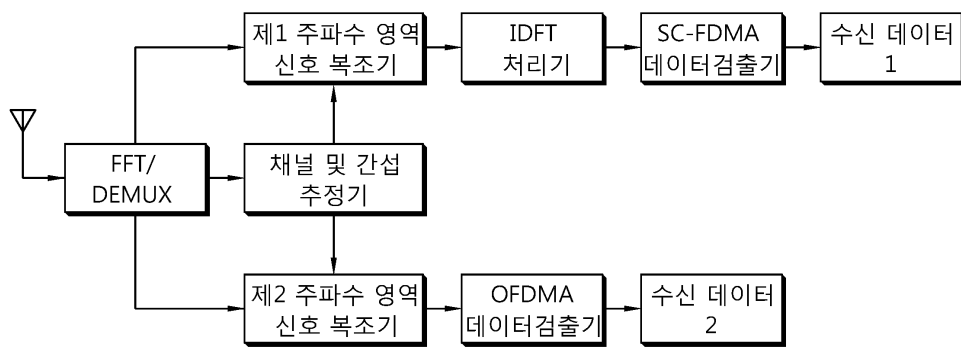 제1 주파수 영역
신호 복조기
IDFT
처리기
SC-FDMA
데이터검출기
수신 데이터
1
FFT/
DEMUX
채널 및 간섭
추정기
제2 주파수 영역
신호 복조기
OFDMA
데이터검출기
수신 데이터
2